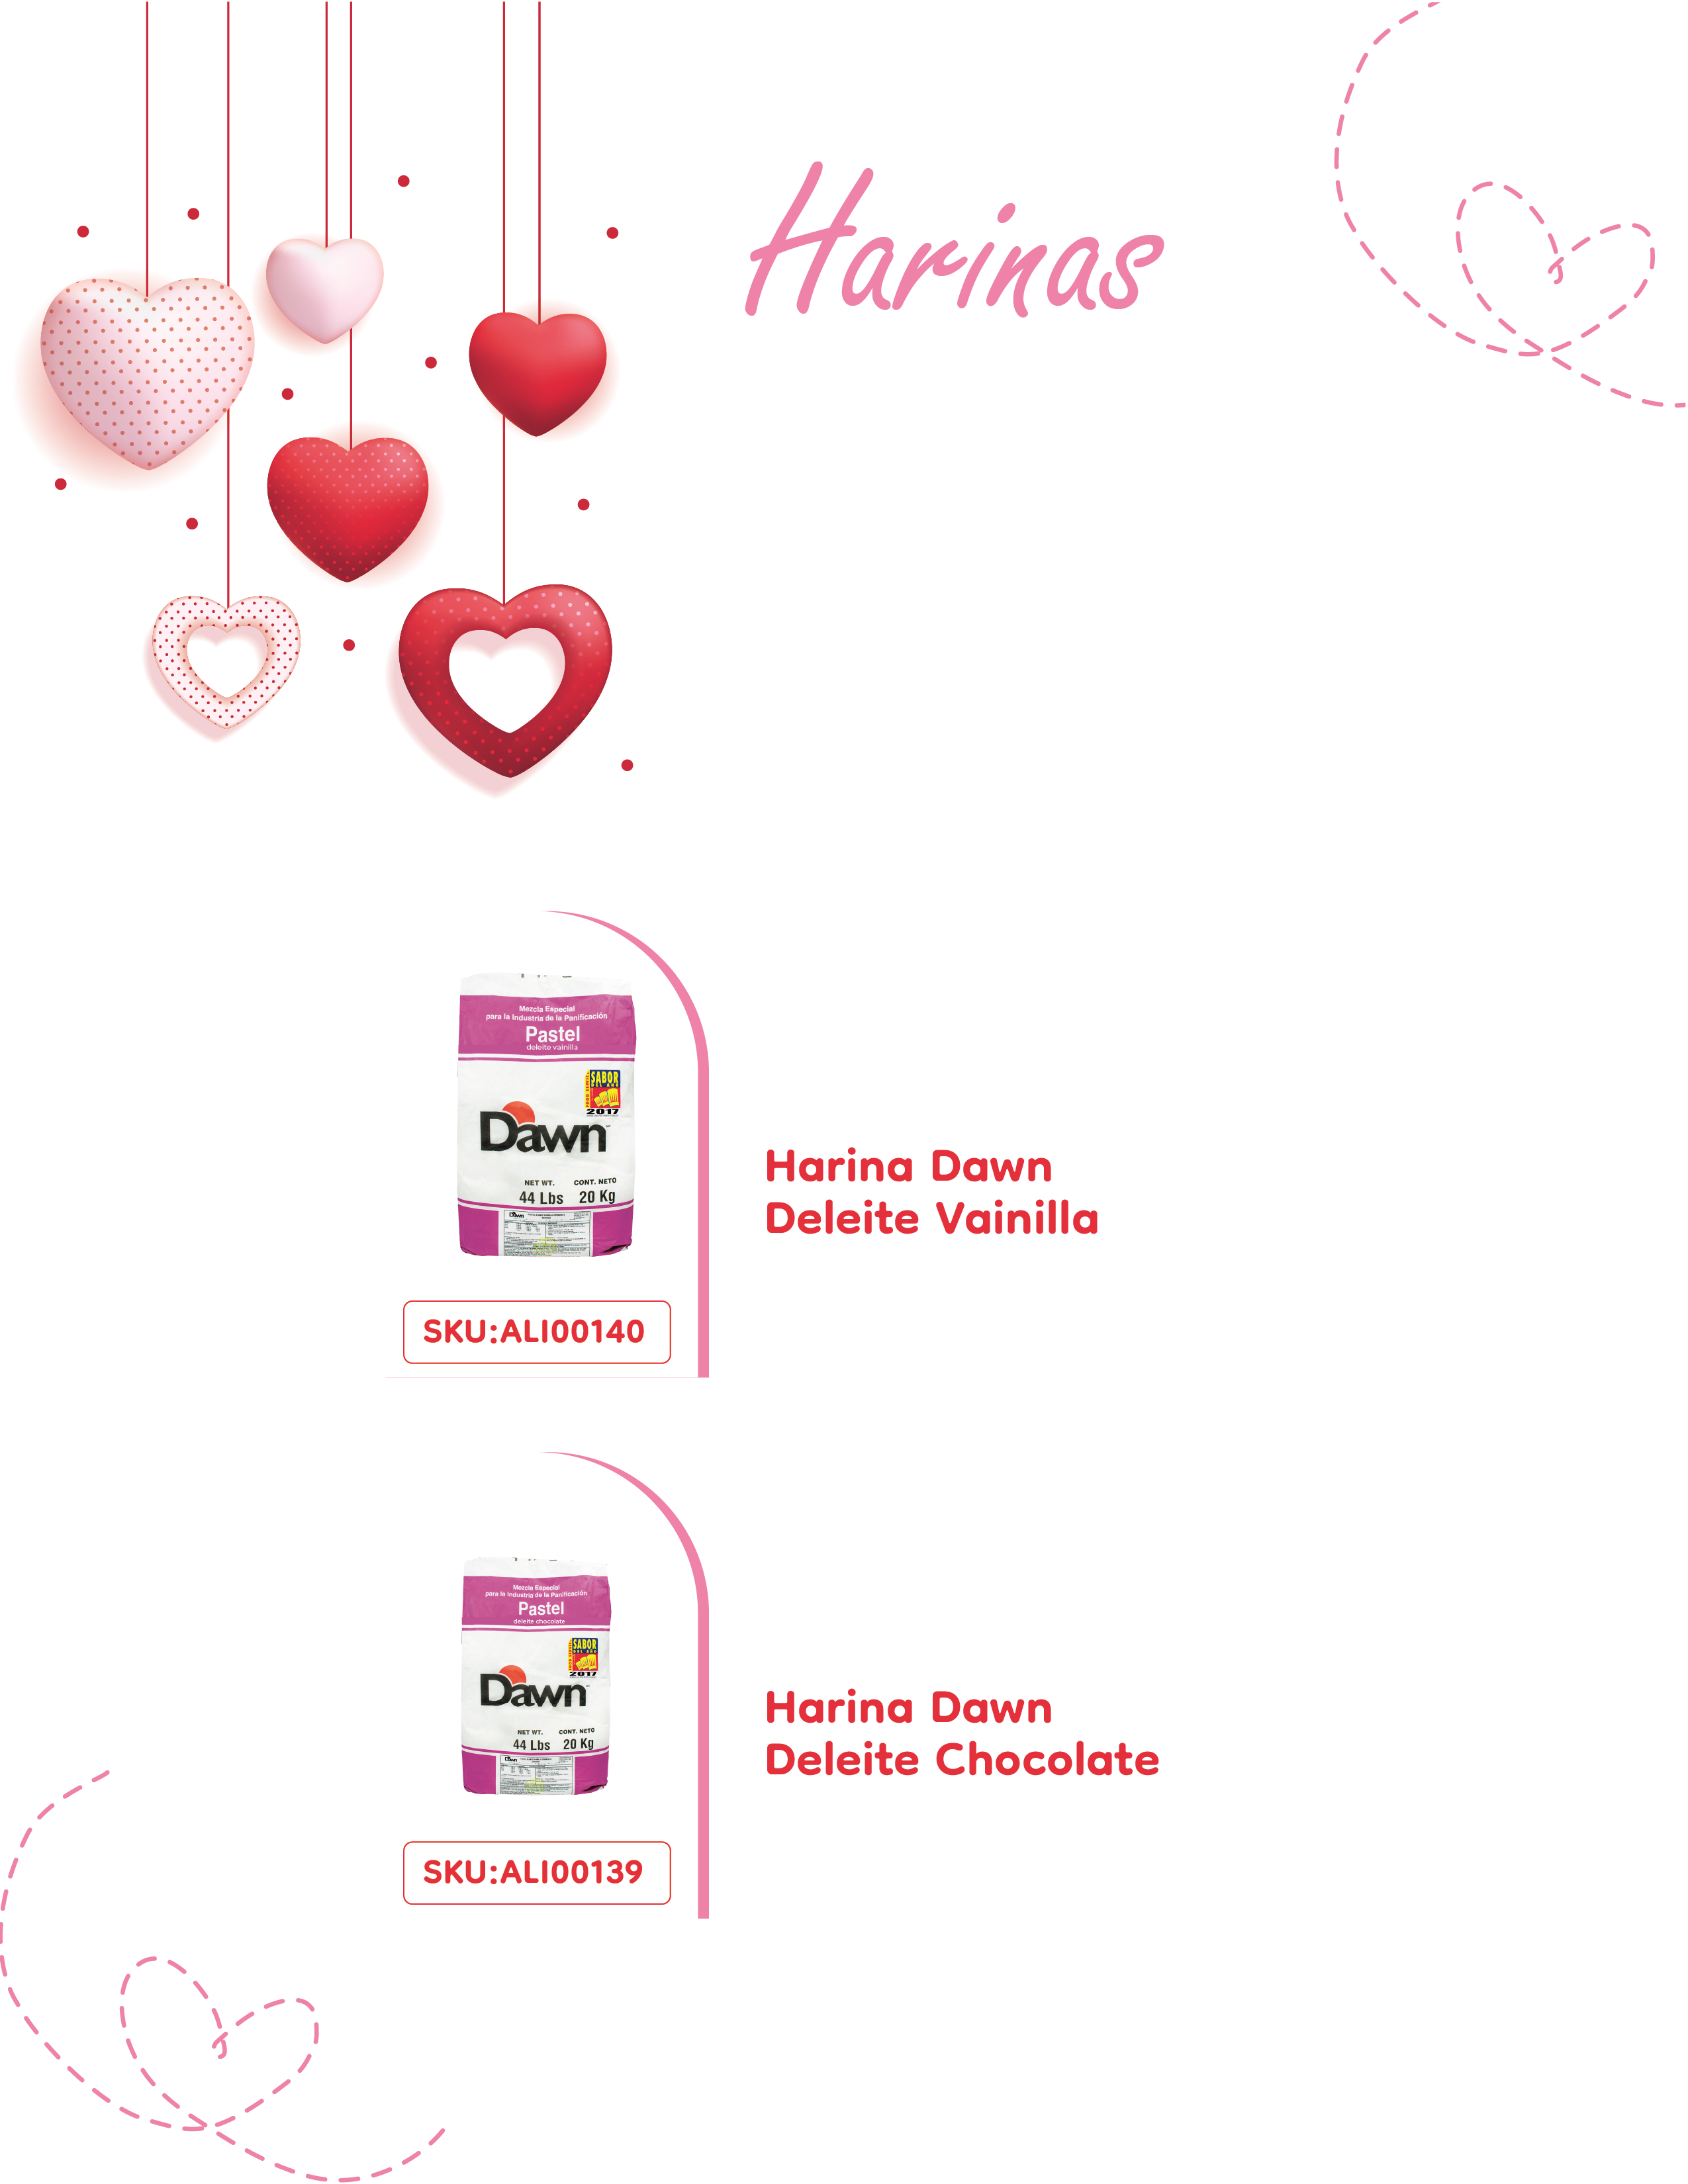 Harinas
Mezcla Especial
para la Industria de la Panificación
Pastel
deleite vainilla
SABOR
DEL AÑO
2017
Dawn
NET WT. CONT. NETO
44 Lbs 20 Kg
Dawn
Harina Dawn
Deleite Vainilla
SKU:ALI00140
Mezcla Especial
para la Industria de la Panificación
Pastel
deleite chocolate
SABOR
DEL AÑO
2017
Dawn
NET WT. CONT. NETO
44 Lbs 20 Kg
Dawn
Harina Dawn
Deleite Chocolate
SKU:ALI00139